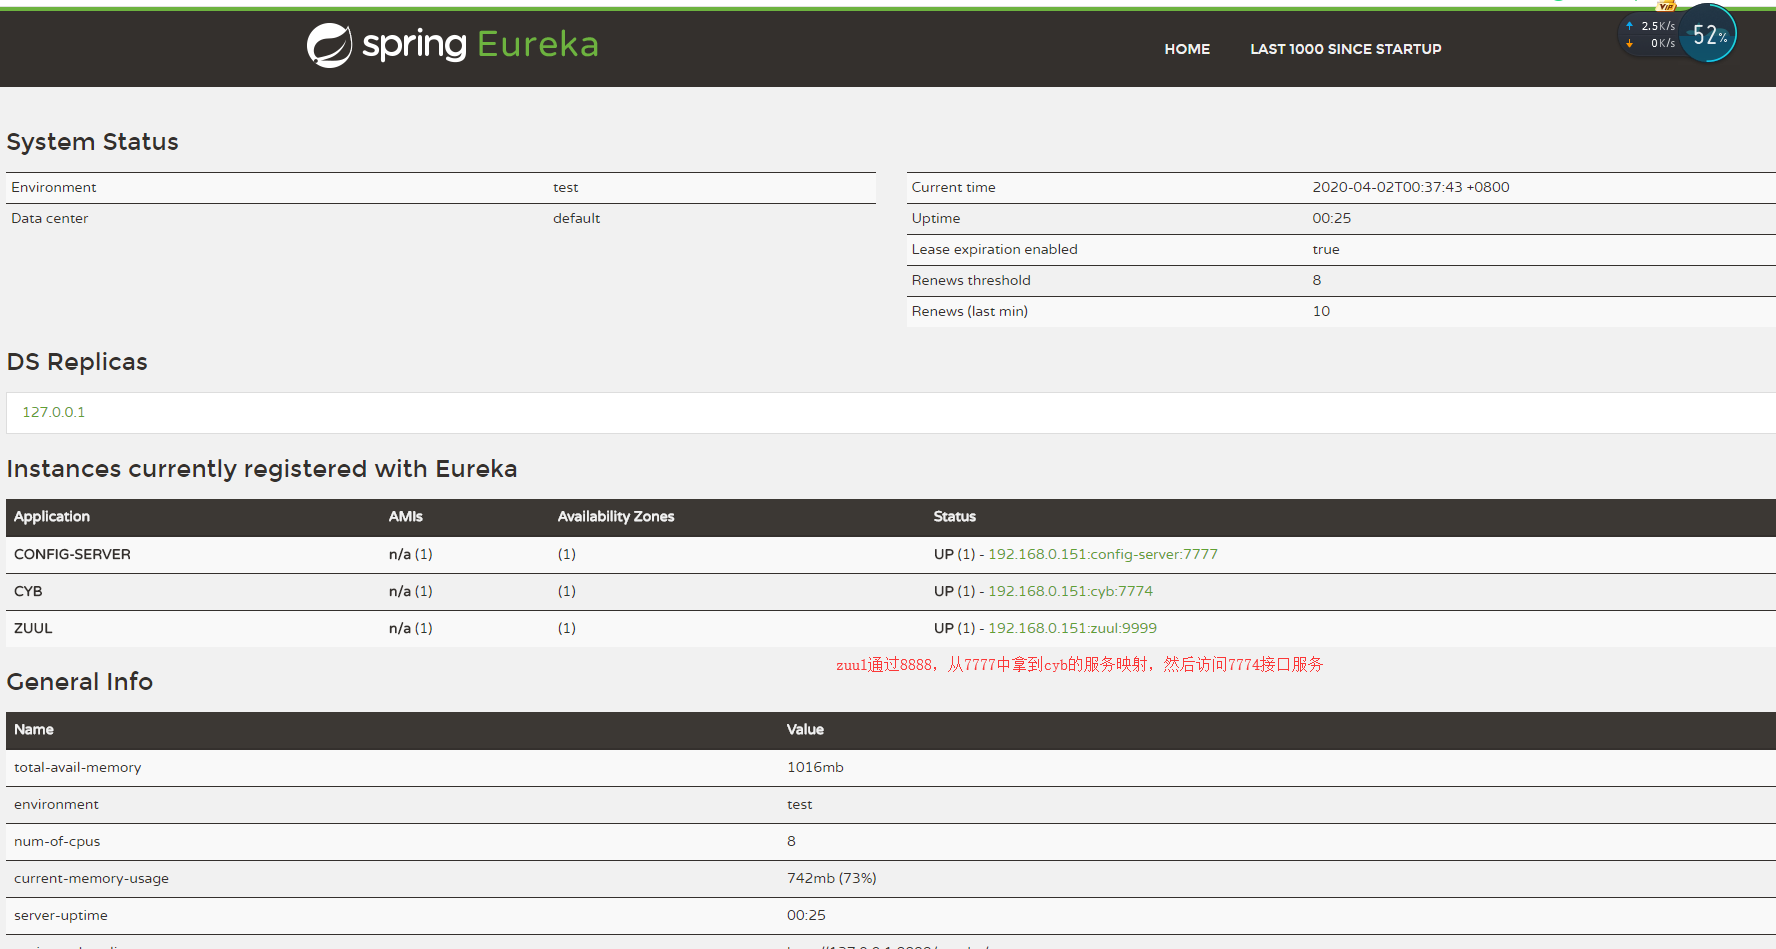 VIP
2.5K/s
0K/s
52%
spring Eureka
HOME LAST 1000 SINCE STARTUP
System Status
Environment test
Data center default
Current time 2020-04-02T00:37:43 +0800
Uptime 00:25
Lease expiration enabled true
Renews threshold 8
Renews (last min) 10
DS Replicas
127.0.0.1
Instances currently registered with Eureka
Application AMIs Availability Zones Status
CONFIG-SERVER n/a (1) (1) UP (1) - 192.168.0.151:config-server:7777
CYB n/a (1) (1) UP (1) - 192.168.0.151:cyb:7774
ZUUL n/a (1) (1) UP (1) - 192.168.0.151:zuul:9999
zuul通过8888，从7777中拿到cyb的服务映射，然后访问7774接口服务
General Info
Name Value
total-avail-memory 1016mb
environment test
num-of-cpus 8
current-memory-usage 742mb (73%)
server-uptime 00:25